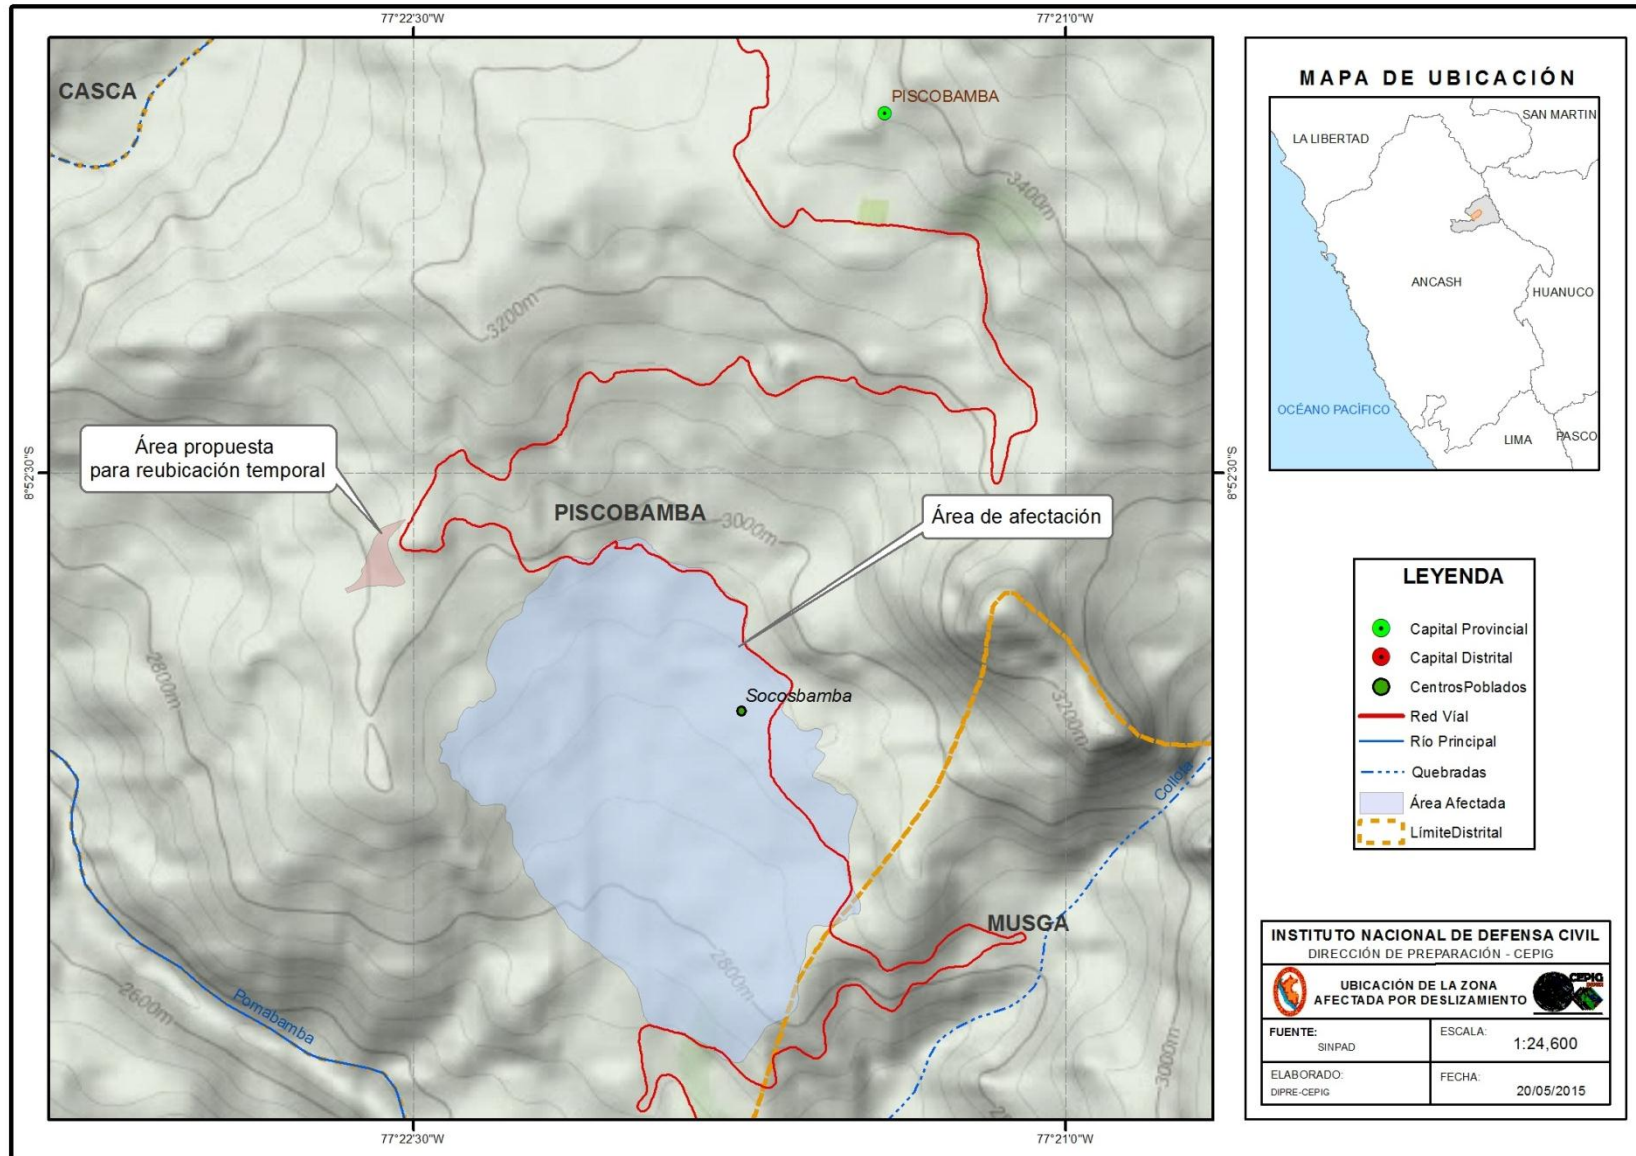 77°22'30"W
77°21'0"W
CASCA
PISCOBAMBA
3400m
3200m
8°52'30"S
8°52'30"S
Área propuesta
para reubicación temporal
PISCOBAMBA
3000m
Área de afectación
2800m
Socosbamba
3200m
Collota
MUSGA
2800m
2600m
Pomabamba
3000m
77°22'30"W
77°21'0"W
MAPA DE UBICACIÓN
SAN MARTIN
LA LIBERTAD
ANCASH
HUANUCO
OCÉANO PACÍFICO
LIMA
PASCO
LEYENDA
Capital Provincial
Capital Distrital
CentrosPoblados
Red Víal
Río Principal
Quebradas
Área Afectada
LímiteDistrital
INSTITUTO NACIONAL DE DEFENSA CIVIL
DIRECCIÓN DE PREPARACIÓN - CEPIG
UBICACIÓN DE LA ZONA
AFECTADA POR DESLIZAMIENTO
CEPIG
FUENTE:
SINPAD
ESCALA:
1:24,600
ELABORADO:
DIPRE-CEPIG
FECHA:
20/05/2015